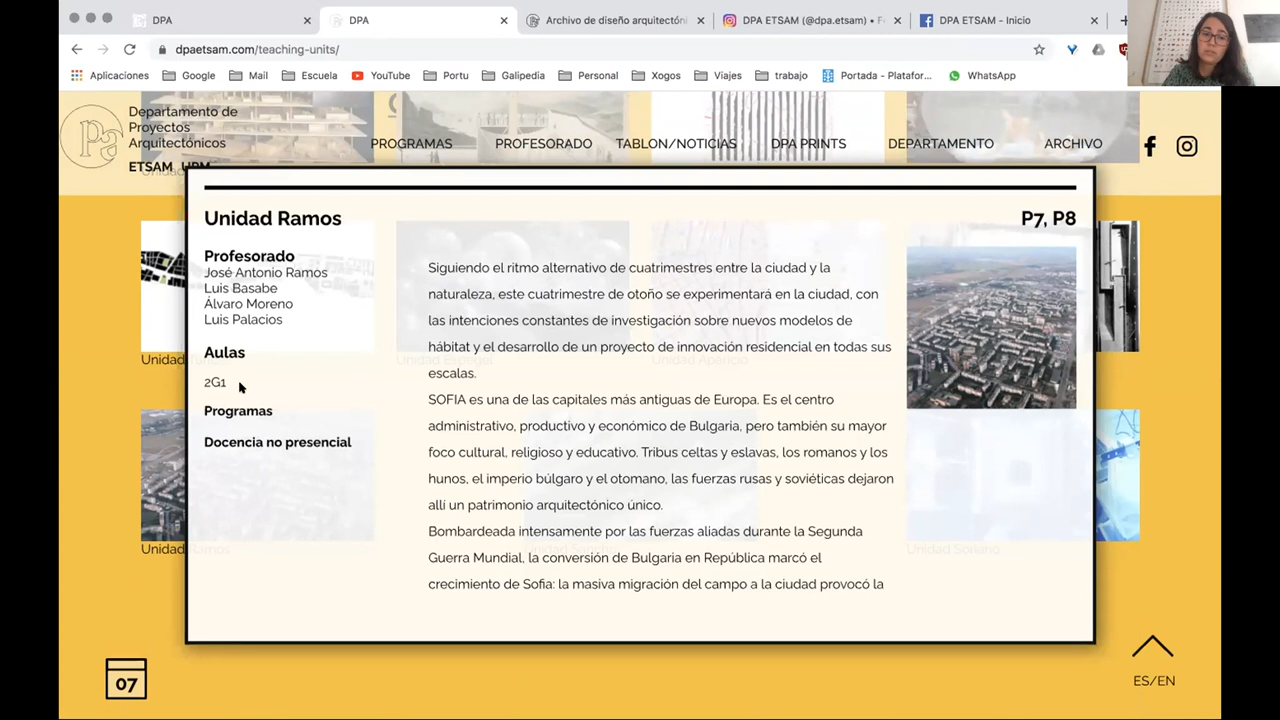 DPA
DPA
Archivo de diseño arquitectóni
DPA ETSAM (@dpa.etsam) • F
DPA ETSAM - Inicio
dpaetsam.com/teaching-units/
Aplicaciones
Google
Mail
Escuela
YouTube
Portu
Galipedia
Personal
Xogos
Viajes
trabajo
Portada - Platafor...
WhatsApp
Departamento de
Proyectos
Arquitectónicos
ETSAM UPM
PROGRAMAS
PROFESORADO
TABLON/NOTICIAS
DPA PRINTS
DEPARTAMENTO
ARCHIVO
Unidad Ramos
P7, P8
Profesorado
José Antonio Ramos
Luis Basabe
Álvaro Moreno
Luis Palacios
Aulas
2G1
Programas
Docencia no presencial
Siguiendo el ritmo alternativo de cuatrimestres entre la ciudad y la
naturaleza, este cuatrimestre de otoño se experimentará en la ciudad, con
las intenciones constantes de investigación sobre nuevos modelos de
hábitat y el desarrollo de un proyecto de innovación residencial en todas sus
escalas.
SOFIA es una de las capitales más antiguas de Europa. Es el centro
administrativo, productivo y económico de Bulgaria, pero también su mayor
foco cultural, religioso y educativo. Tribus celtas y eslavas, los romanos y los
hunos, el imperio búlgaro y el otomano, las fuerzas rusas y soviéticas dejaron
allí un patrimonio arquitectónico único.
Bombardeada intensamente por las fuerzas aliadas durante la Segunda
Guerra Mundial, la conversión de Bulgaria en República marcó el
crecimiento de Sofia: la masiva migración del campo a la ciudad provocó la
Unidad Aparicio
Unidad Ramos
Unidad Soriano
07
ES/EN